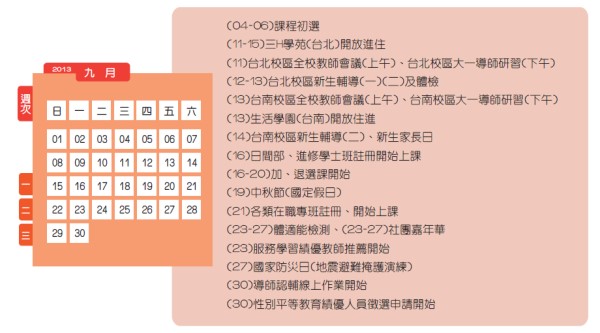 2013 九 月
週次
日 一 二 三 四 五 六
01 02 03 04 05 06 07
08 09 10 11 12 13 14
一 15 16 17 18 19 20 21
二 22 23 24 25 26 27 28
三 29 30
(04-06)課程初選
(11-15)三H學苑(台北)開放進住
(11)台北校區全校教師會議(上午)、台北校區大一導師研習(下午)
(12-13)台北校區新生輔導(一)(二)及體檢
(13)台南校區全校教師會議(上午)、台南校區大一導師研習(下午)
(13)生活學園(台南)開放住進
(14)台南校區新生輔導(二)、新生家長日
(16)日間部、進修學士班註冊開始上課
(16-20)加、退選課開始
(19)中秋節(國定假日)
(21)各類在職專班註冊、開始上課
(23-27)體適能檢測、(23-27)社團嘉年華
(23)服務學習績優教師推薦開始
(27)國家防災日(地震避難掩護演練)
(30)導師認輔線上作業開始
(30)性別平等教育績優人員徵選申請開始